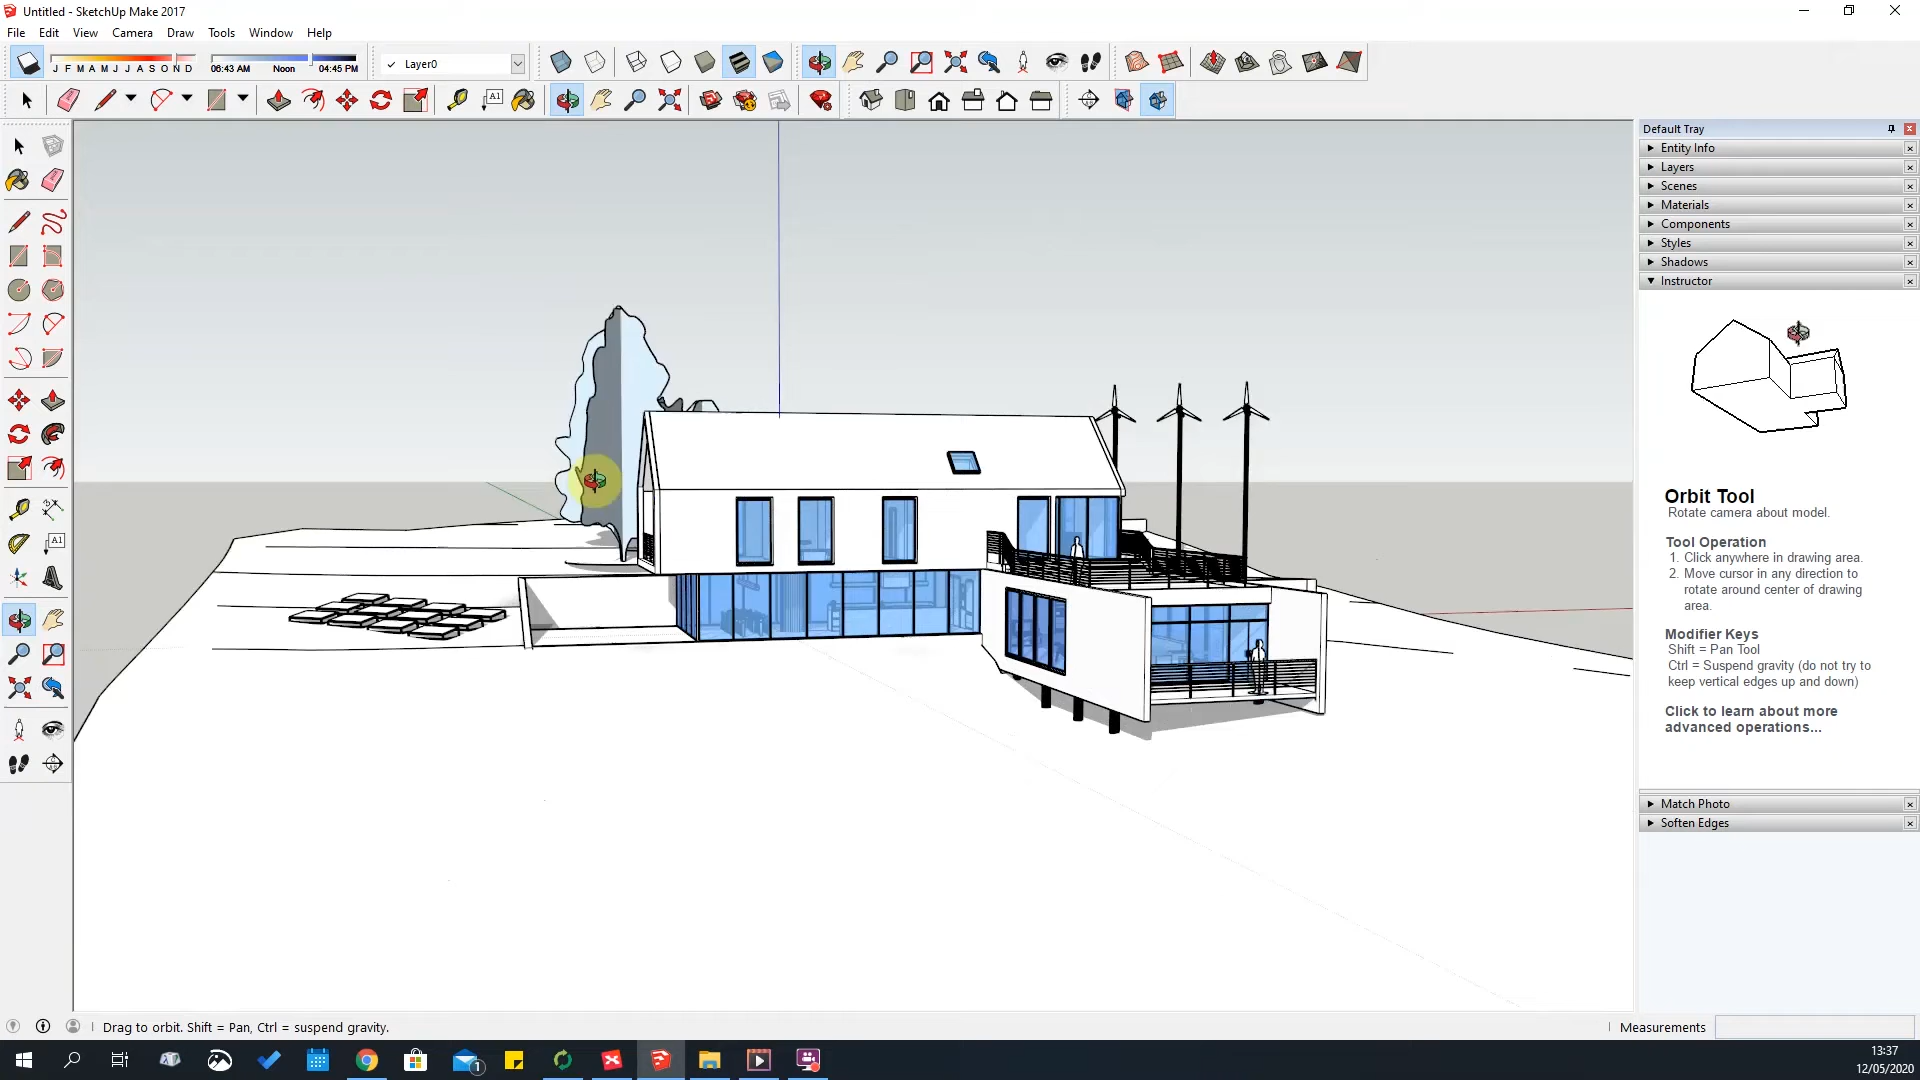 Untitled - SketchUp Make 2017
File Edit View Camera Draw Tools Window Help
J F M A M J J A S O N D
06:43 AM Noon 04:45 PM
Layer0
A1
Default Tray
Entity Info
Layers
Scenes
Materials
Components
Styles
Shadows
Instructor
A1
Orbit Tool
Rotate camera about model.
Tool Operation
1. Click anywhere in drawing area.
2. Move cursor in any direction to
rotate around center of drawing
area.
Modifier Keys
Shift = Pan Tool
Ctrl = Suspend gravity (do not try to
keep vertical edges up and down)
Click to learn about more
advanced operations...
Match Photo
Soften Edges
Drag to orbit. Shift = Pan, Ctrl = suspend gravity.
Measurements
1
13:37
12/05/2020